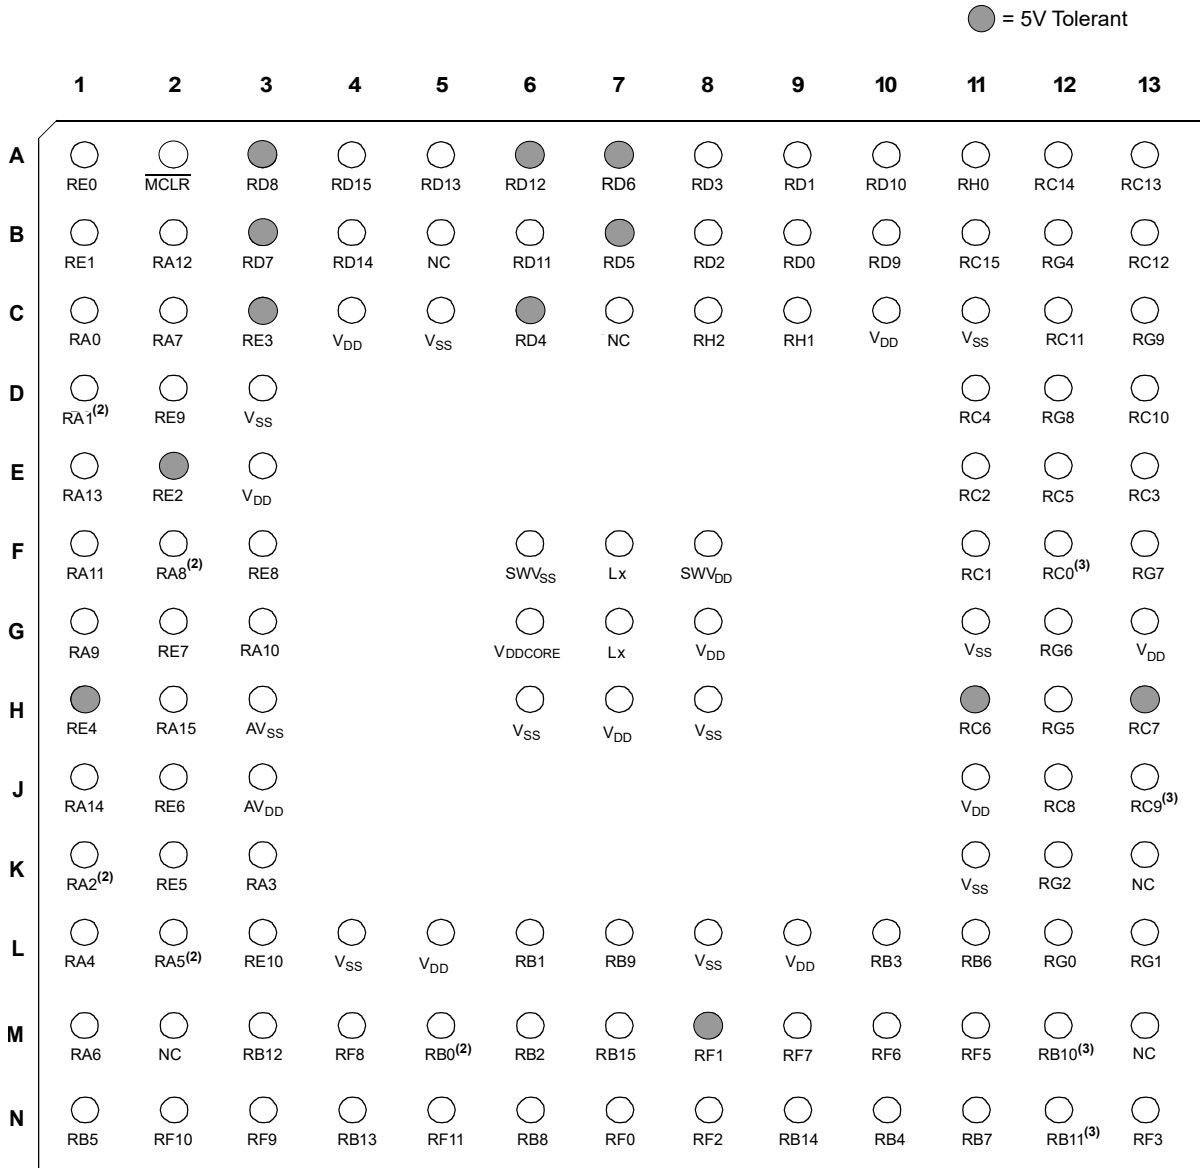 = 5V Tolerant
1 2 3 4 5 6 7 8 9 10 11 12 13
A
RE0 MCLR RD8 RD15 RD13 RD12 RD6 RD3 RD1 RD10 RH0 RC14 RC13
B
RE1 RA12 RD7 RD14 NC RD11 RD5 RD2 RD0 RD9 RC15 RG4 RC12
C
RA0 RA7 RE3 VDD VSS RD4 NC RH2 RH1 VDD VSS RC11 RG9
D
RA1(2) RE9 VSS RC4 RG8 RC10
E
RA13 RE2 VDD RC2 RC5 RC3
F
RA11 RA8(2) RE8 SWVSS Lx SWVDD RC1 RC0(3) RG7
G
RA9 RE7 RA10 VDDCORE Lx VDD VSS RG6 VDD
H
RE4 RA15 AVSS VSS VDD VSS RC6 RG5 RC7
J
RA14 RE6 AVDD VDD RC8 RC9(3)
K
RA2(2) RE5 RA3 VSS RG2 NC
L
RA4 RA5(2) RE10 VSS VDD RB1 RB9 VSS VDD RB3 RB6 RG0 RG1
M
RA6 NC RB12 RF8 RB0(2) RB2 RB15 RF1 RF7 RF6 RF5 RB10(3) NC
N
RB5 RF10 RF9 RB13 RF11 RB8 RF0 RF2 RB14 RB4 RB7 RB11(3) RF3